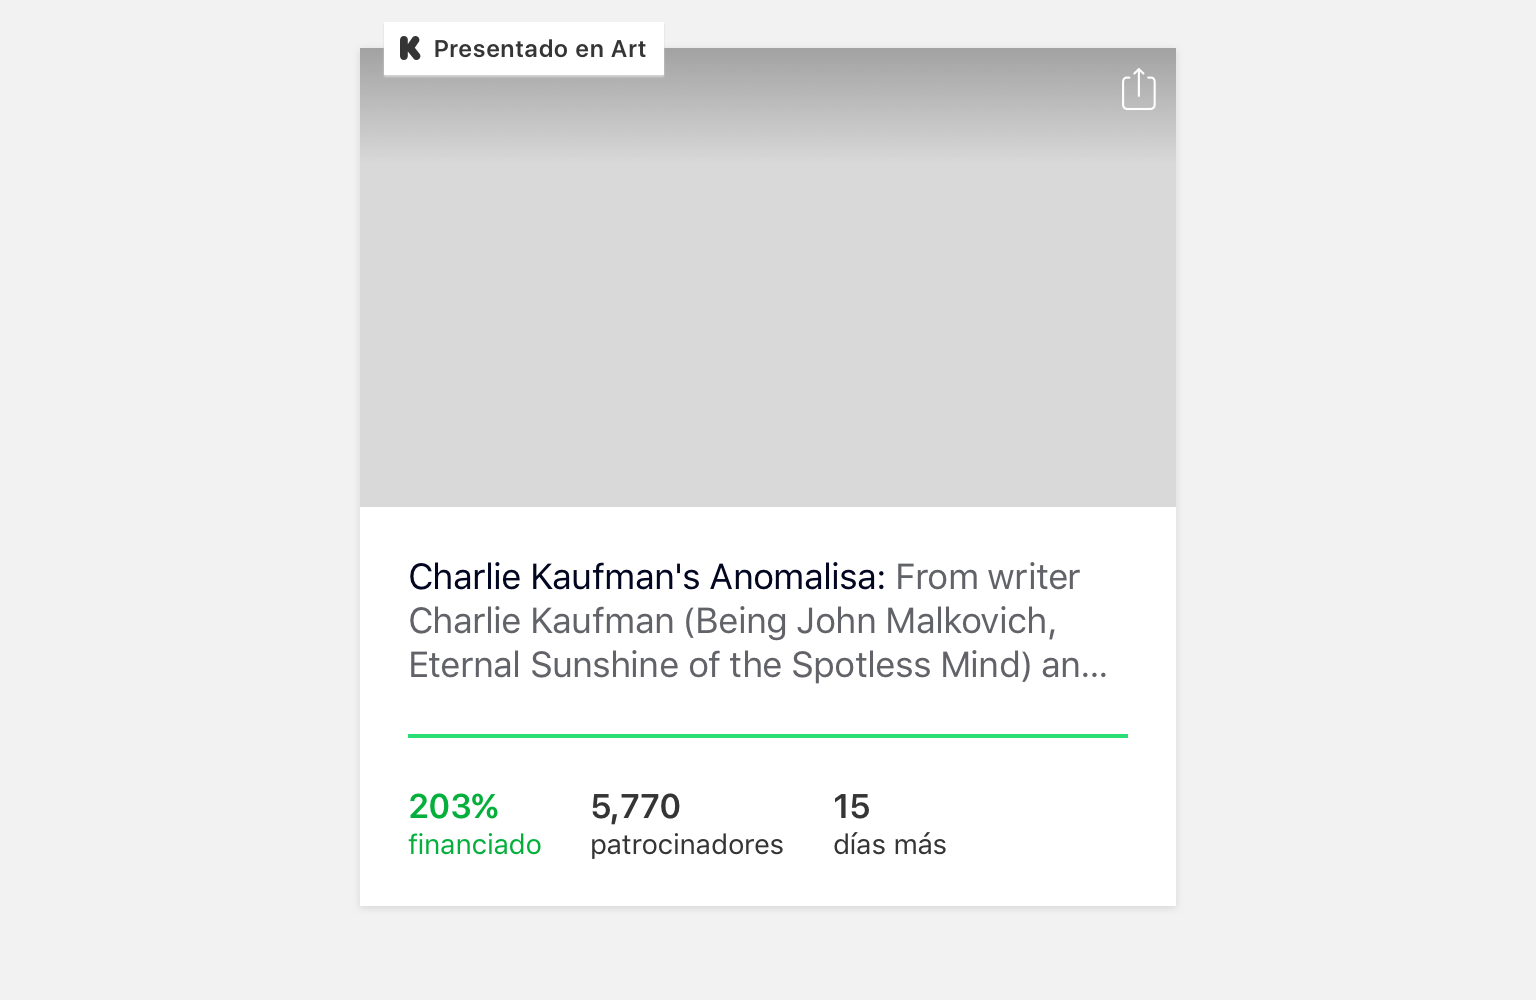 Presentado en Art
Charlie Kaufman's Anomalisa: From writer
Charlie Kaufman (Being John Malkovich,
Eternal Sunshine of the Spotless Mind) an...
203% 5,770 15
financiado patrocinadores días más